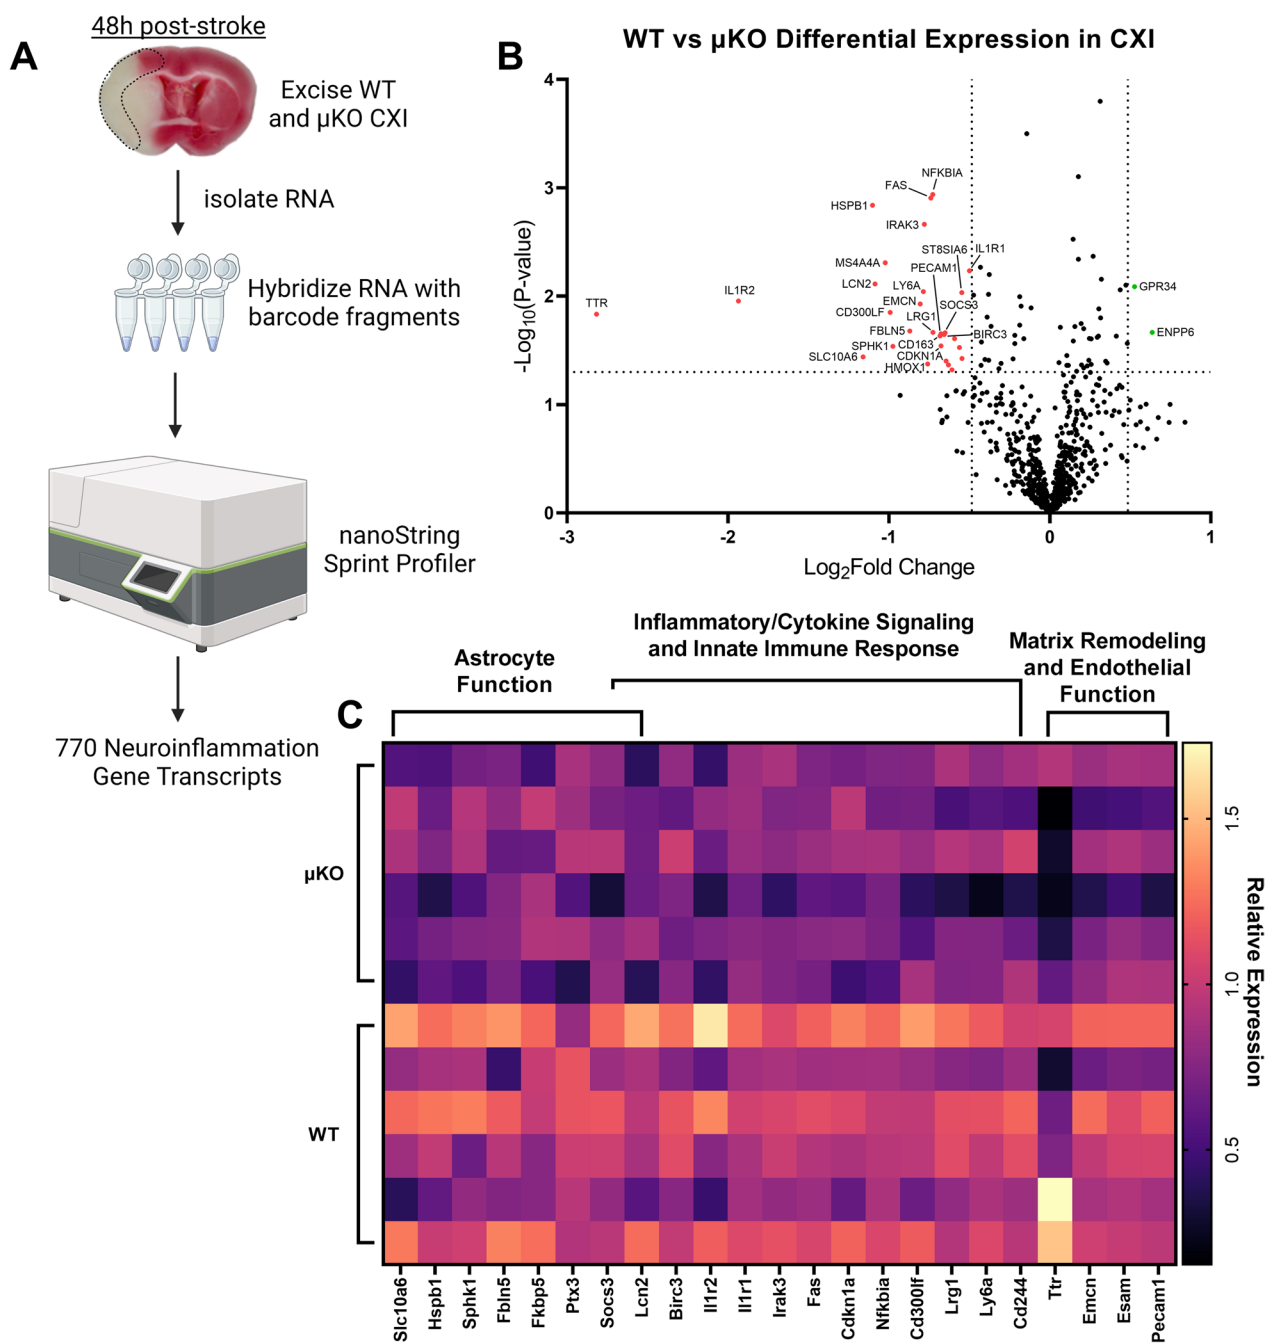 A
48h post-stroke
Excise WT
and µKO CXI
isolate RNA
Hybridize RNA with
barcode fragments
nanoString
Sprint Profiler
770 Neuroinflammation
Gene Transcripts
B
WT vs µKO Differential Expression in CXI
-Log10(P-value)
4
3
2
1
0
-3
-2
-1
0
1
Log2Fold Change
NFKBIA
FAS
HSPB1
IRAK3
ST8SIA6
IL1R1
MS4A4A
PECAM1
LCN2
LY6A
GPR34
IL1R2
TTR
EMCN
SOCS3
CD300LF
LRG1
FBLN5
BIRC3
ENPP6
SPHK1
CD163
SLC10A6
CDKN1A
HMOX1
C
Astrocyte
Function
Inflammatory/Cytokine Signaling
and Innate Immune Response
Matrix Remodeling
and Endothelial
Function
µKO
WT
1.5
1.0
0.5
Relative Expression
Slc10a6
Hspb1
Sphk1
Fbln5
Fkbp5
Ptx3
Socs3
Lcn2
Birc3
Il1r2
Il1r1
Irak3
Fas
Cdkn1a
Nfkbia
Cd300lf
Lrg1
Ly6a
Cd244
Ttr
Emcn
Esam
Pecam1